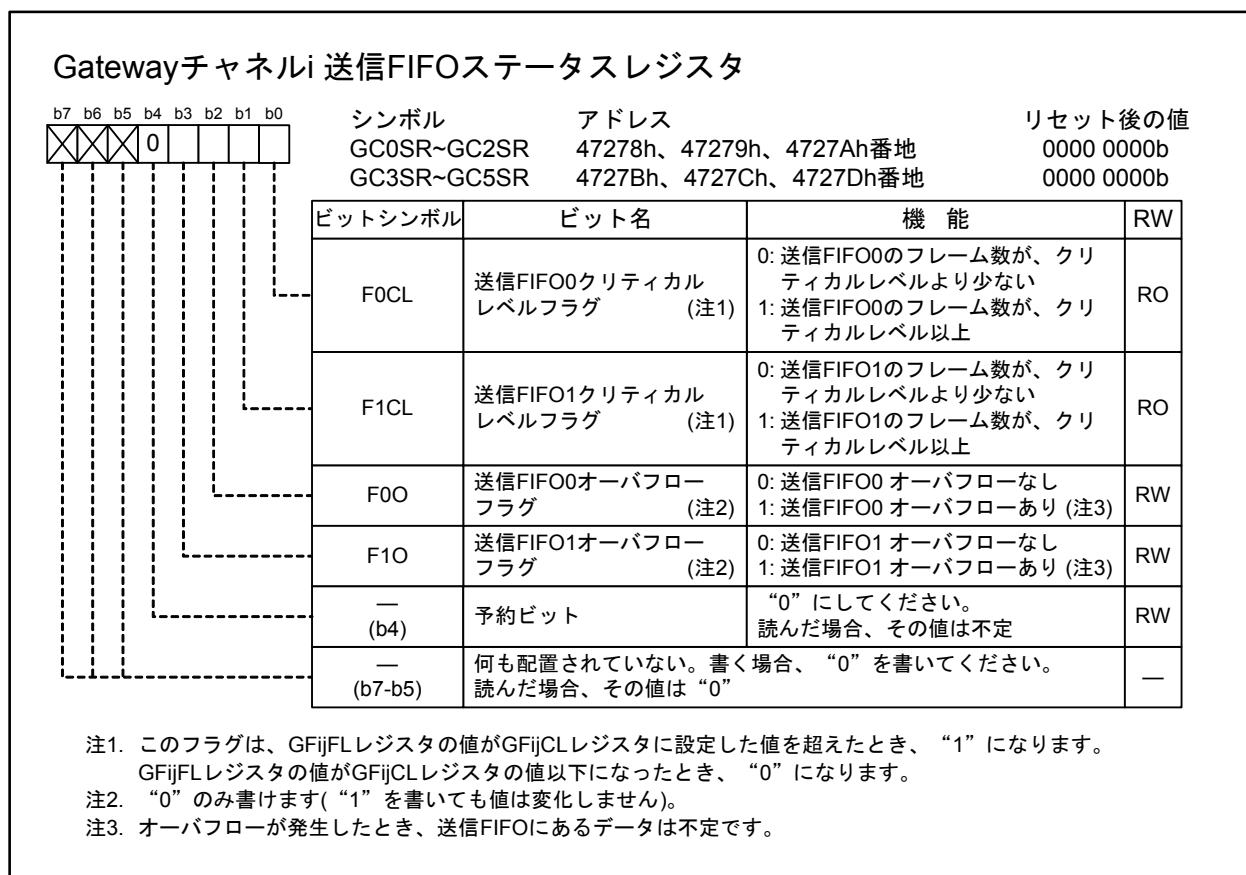 Gatewayチャネルi 送信FIFOステータスレジスタ
b7 b6 b5 b4 b3 b2 b1 b0
0
シンボル アドレス リセット後の値
GC0SR~GC2SR 47278h、47279h、4727Ah番地 0000 0000b
GC3SR~GC5SR 4727Bh、4727Ch、4727Dh番地 0000 0000b
ビットシンボル ビット名 機 能 RW
F0CL
送信FIFO0クリティカル
レベルフラグ (注1)
0: 送信FIFO0のフレーム数が、クリ
ティカルレベルより少ない
1: 送信FIFO0のフレーム数が、クリ
ティカルレベル以上
RO
F1CL
送信FIFO1クリティカル
レベルフラグ (注1)
0: 送信FIFO1のフレーム数が、クリ
ティカルレベルより少ない
1: 送信FIFO1のフレーム数が、クリ
ティカルレベル以上
RO
F0O
送信FIFO0オーバフロー
フラグ (注2)
0: 送信FIFO0 オーバフローなし
1: 送信FIFO0 オーバフローあり (注3)
RW
F1O
送信FIFO1オーバフロー
フラグ (注2)
0: 送信FIFO1 オーバフローなし
1: 送信FIFO1 オーバフローあり (注3)
RW
—
(b4)
予約ビット
“0”にしてください。
読んだ場合、その値は不定
RW
—
(b7-b5)
何も配置されていない。書く場合、“0”を書いてください。
読んだ場合、その値は“0”
—
注1. このフラグは、GFijFLレジスタの値がGFijCLレジスタに設定した値を超えたとき、“1”になります。
GFijFLレジスタの値がGFijCLレジスタの値以下になったとき、“0”になります。
注2. “0”のみ書けます(“1”を書いても値は変化しません)。
注3. オーバフローが発生したとき、送信FIFOにあるデータは不定です。